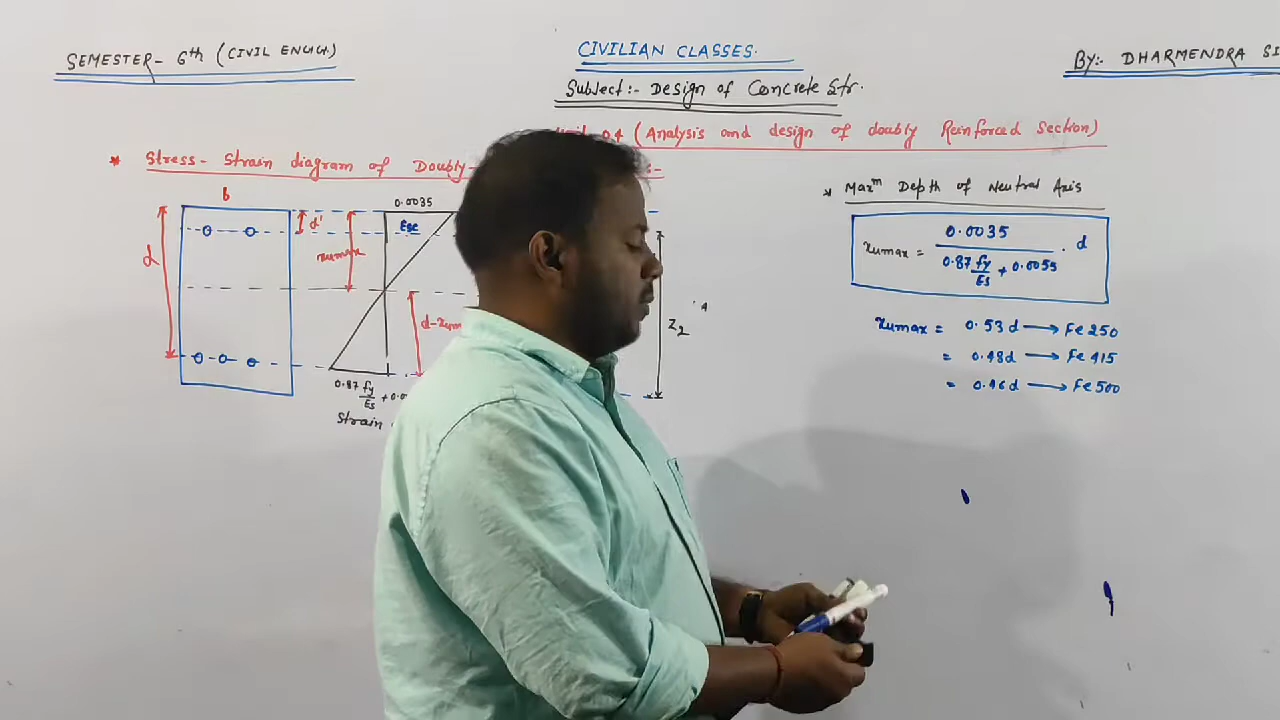 SEMESTER- 6th (CIVIL ENGG.)
CIVILIAN CLASSES.
BY:- DHARMENDRA SI
Subject:- Design of Concrete Str.
04 (Analysis and design of doubly Reinforced Section)
* Stress- Strain diagram of Doubly-
b
d
d'
xumax
0.0035
Esc
d-xum
0.87 fy/Es + 0.0
Strain
Z2
* Maxm Depth of Neutral Axis
xumax = 0.0035 / (0.87 fy/Es + 0.0055) . d
xumax = 0.53 d → Fe 250
= 0.48d → Fe 415
= 0.46d → Fe 500